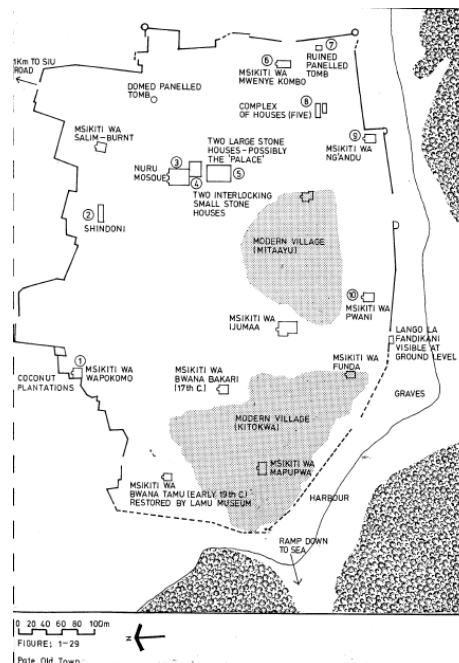 1Km TO SIU
ROAD
DOMED PANELLED
TOMB
6
MSIKITI WA
MWENYE KOMBO
7
RUINED
PANELLED
TOMB
8
COMPLEX
OF HOUSES (FIVE)
MSIKITI WA
SALIM-BURNT
9
MSIKITI WA
NG'ANDU
TWO LARGE STONE
HOUSES-POSSIBLY
THE 'PALACE'
NURU
MOSQUE
3
4
5
TWO INTERLOCKING
SMALL STONE
HOUSES
2
SHINDONI
MODERN VILLAGE
(MITAAYU)
10
MSIKITI WA
PWANI
MSIKITI WA
IJUMAA
LANGO LA
FANDIKANI
VISIBLE AT
GROUND LEVEL
1
MSIKITI WA
WAPOKOMO
COCONUT
PLANTATIONS
MSIKITI WA
BWANA BAKARI
(17th C.)
MSIKITI WA
FUNDA
GRAVES
MODERN VILLAGE
(KITOKWA)
MSIKITI WA
MAPUPWA
MSIKITI WA
BWANA TAMU (EARLY 19th C.)
RESTORED BY LAMU MUSEUM
HARBOUR
RAMP DOWN
TO SEA
0 20 40 60 80 100m
N
FIGURE; 1-29
Pate Old Town: